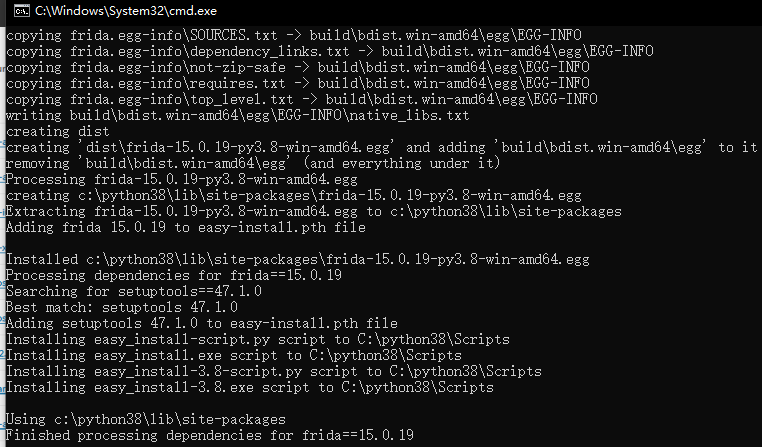 C:\Windows\System32\cmd.exe
copying frida.egg-info\SOURCES.txt -> build\bdist.win-amd64\egg\EGG-INFO
copying frida.egg-info\dependency_links.txt -> build\bdist.win-amd64\egg\EGG-INFO
copying frida.egg-info\not-zip-safe -> build\bdist.win-amd64\egg\EGG-INFO
copying frida.egg-info\requires.txt -> build\bdist.win-amd64\egg\EGG-INFO
copying frida.egg-info\top_level.txt -> build\bdist.win-amd64\egg\EGG-INFO
writing build\bdist.win-amd64\egg\EGG-INFO\native_libs.txt
creating dist
creating 'dist\frida-15.0.19-py3.8-win-amd64.egg' and adding 'build\bdist.win-amd64\egg' to it
removing 'build\bdist.win-amd64\egg' (and everything under it)
Processing frida-15.0.19-py3.8-win-amd64.egg
creating c:\python38\lib\site-packages\frida-15.0.19-py3.8-win-amd64.egg
Extracting frida-15.0.19-py3.8-win-amd64.egg to c:\python38\lib\site-packages
Adding frida 15.0.19 to easy-install.pth file

Installed c:\python38\lib\site-packages\frida-15.0.19-py3.8-win-amd64.egg
Processing dependencies for frida==15.0.19
Searching for setuptools==47.1.0
Best match: setuptools 47.1.0
Adding setuptools 47.1.0 to easy-install.pth file
Installing easy_install-script.py script to C:\python38\Scripts
Installing easy_install.exe script to C:\python38\Scripts
Installing easy_install-3.8-script.py script to C:\python38\Scripts
Installing easy_install-3.8.exe script to C:\python38\Scripts

Using c:\python38\lib\site-packages
Finished processing dependencies for frida==15.0.19